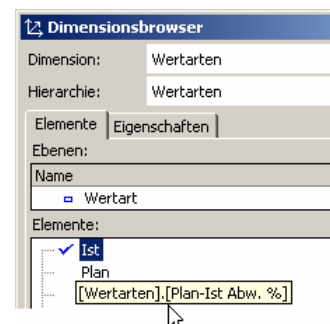 Dimensionsbrowser
Dimension: Wertarten
Hierarchie: Wertarten
Elemente Eigenschaften
Ebenen:
Name
Wertart
Elemente:
Ist
Plan
[Wertarten].[Plan-Ist Abw. %]